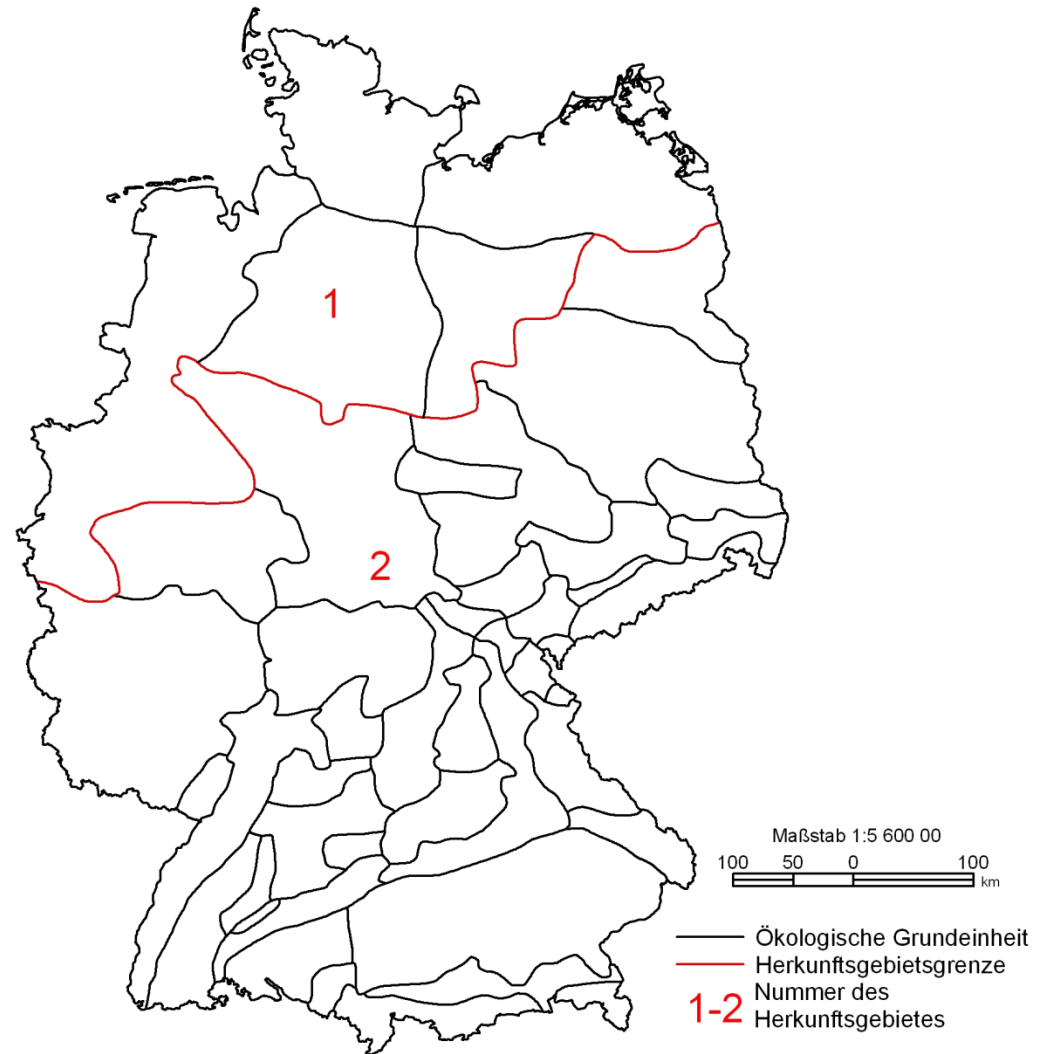 1
2
Maßstab 1:5 600 00
100 50 0 100
km
Ökologische Grundeinheit
Herkunftsgebietsgrenze
1-2 Nummer des
Herkunftsgebietes